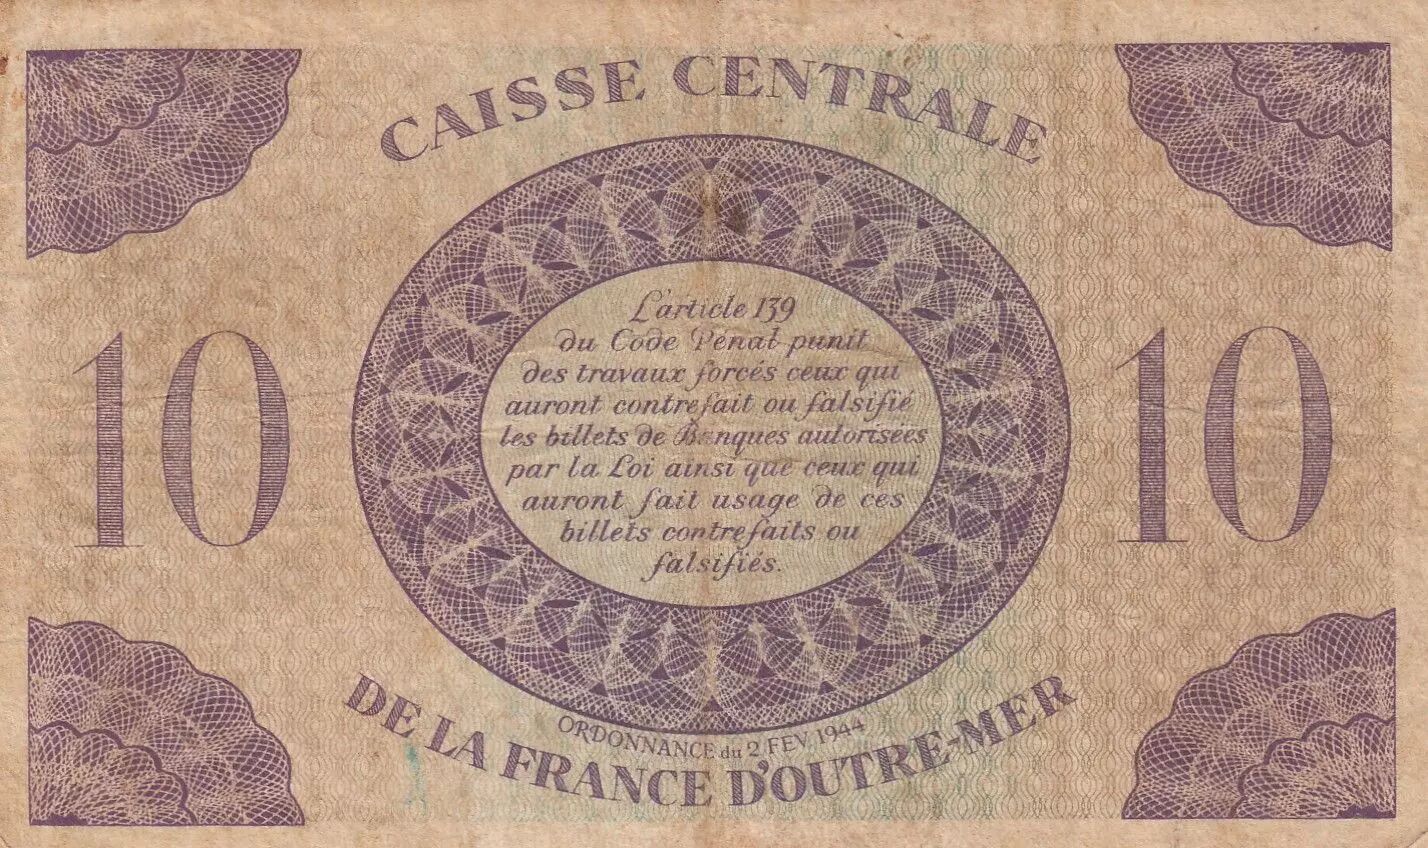 CAISSE CENTRALE
L'article 139
du Code Pénal punit
des travaux forcés ceux qui
auront contrefait ou falsifié
les billets de Banques autorisées
par la Loi ainsi que ceux qui
auront fait usage de ces
billets contrefaits ou
falsifiés.
10
10
ORDONNANCE du 2 FEV. 1944
DE LA FRANCE D'OUTRE-MER